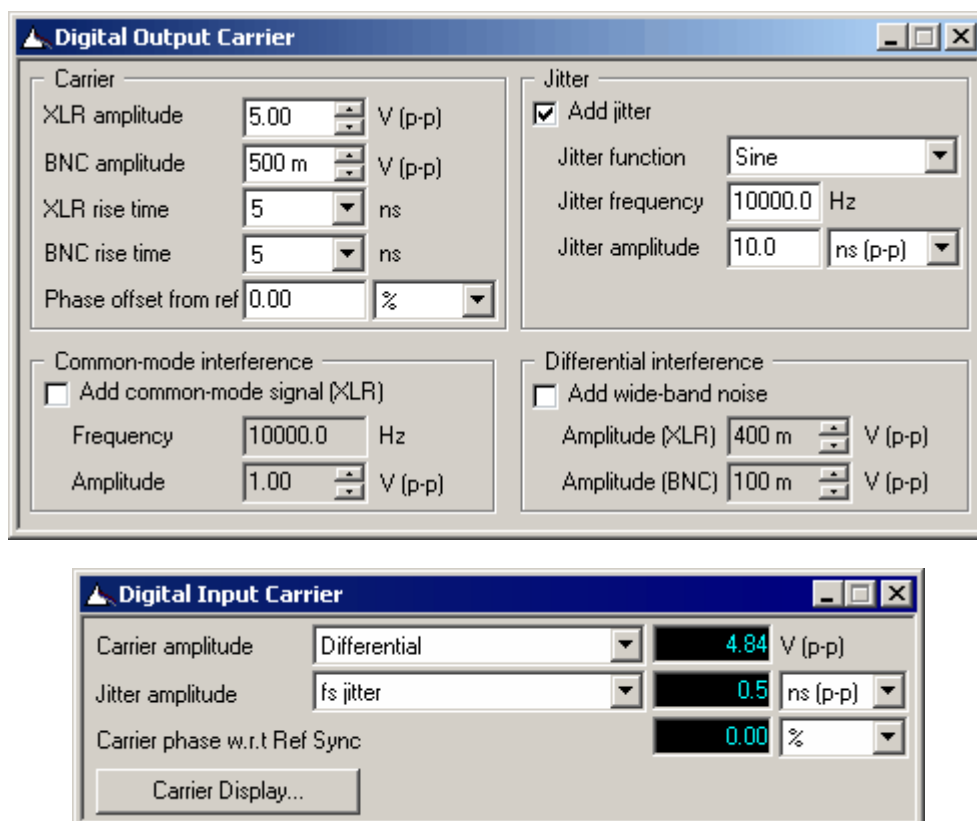 Digital Output Carrier
Carrier
XLR amplitude 5.00 V (p-p)
BNC amplitude 500 m V (p-p)
XLR rise time 5 ns
BNC rise time 5 ns
Phase offset from ref 0.00 %
Jitter
Add jitter
Jitter function Sine
Jitter frequency 10000.0 Hz
Jitter amplitude 10.0 ns (p-p)
Common-mode interference
Add common-mode signal (XLR)
Frequency 10000.0 Hz
Amplitude 1.00 V (p-p)
Differential interference
Add wide-band noise
Amplitude (XLR) 400 m V (p-p)
Amplitude (BNC) 100 m V (p-p)
Digital Input Carrier
Carrier amplitude Differential 4.84 V (p-p)
Jitter amplitude fs jitter 0.5 ns (p-p)
Carrier phase w.r.t Ref Sync 0.00 %
Carrier Display...